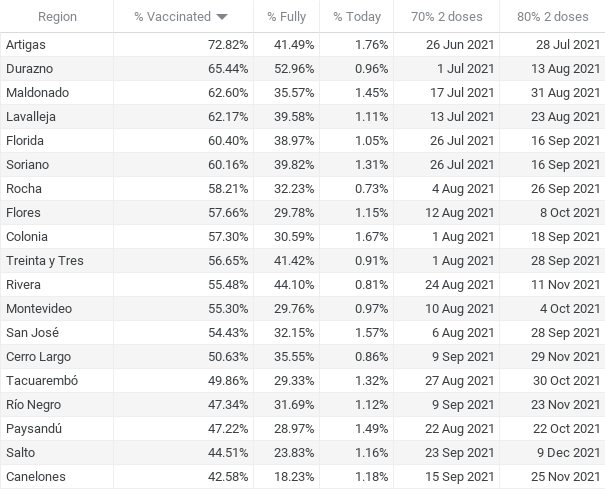 Region % Vaccinated % Fully % Today 70% 2 doses 80% 2 doses
Artigas 72.82% 41.49% 1.76% 26 Jun 2021 28 Jul 2021
Durazno 65.44% 52.96% 0.96% 1 Jul 2021 13 Aug 2021
Maldonado 62.60% 35.57% 1.45% 17 Jul 2021 31 Aug 2021
Lavalleja 62.17% 39.58% 1.11% 13 Jul 2021 23 Aug 2021
Florida 60.40% 38.97% 1.05% 26 Jul 2021 16 Sep 2021
Soriano 60.16% 39.82% 1.31% 26 Jul 2021 16 Sep 2021
Rocha 58.21% 32.23% 0.73% 4 Aug 2021 26 Sep 2021
Flores 57.66% 29.78% 1.15% 12 Aug 2021 8 Oct 2021
Colonia 57.30% 30.59% 1.67% 1 Aug 2021 18 Sep 2021
Treinta y Tres 56.65% 41.42% 0.91% 1 Aug 2021 28 Sep 2021
Rivera 55.48% 44.10% 0.81% 24 Aug 2021 11 Nov 2021
Montevideo 55.30% 29.76% 0.97% 10 Aug 2021 4 Oct 2021
San José 54.43% 32.15% 1.57% 6 Aug 2021 28 Sep 2021
Cerro Largo 50.63% 35.55% 0.86% 9 Sep 2021 29 Nov 2021
Tacuarembó 49.86% 29.33% 1.32% 27 Aug 2021 30 Oct 2021
Río Negro 47.34% 31.69% 1.12% 9 Sep 2021 23 Nov 2021
Paysandú 47.22% 28.97% 1.49% 22 Aug 2021 22 Oct 2021
Salto 44.51% 23.83% 1.16% 23 Sep 2021 9 Dec 2021
Canelones 42.58% 18.23% 1.18% 15 Sep 2021 25 Nov 2021